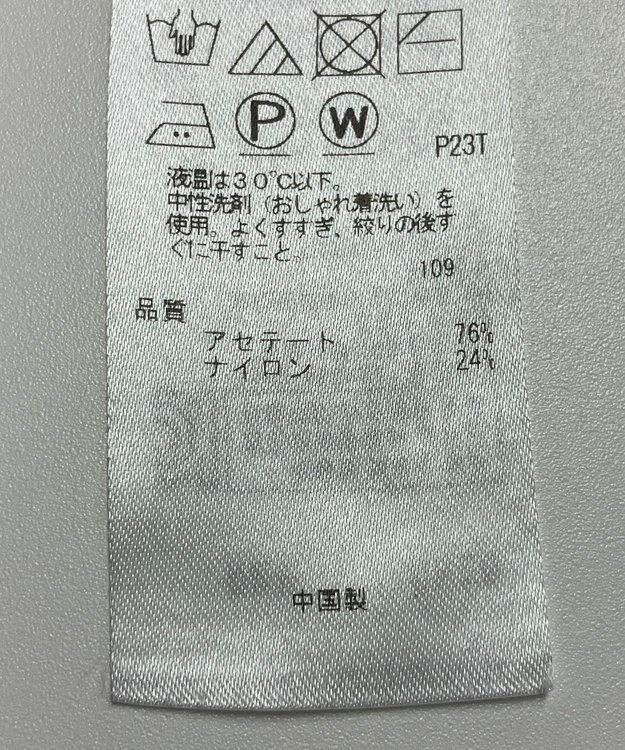 P W P23T
液温は30℃以下。
中性洗剤（おしゃれ着洗い）を
使用。よくすすぎ、絞りの後す
ぐに干すこと。
109
品質
アセテート 76%
ナイロン 24%
中国製